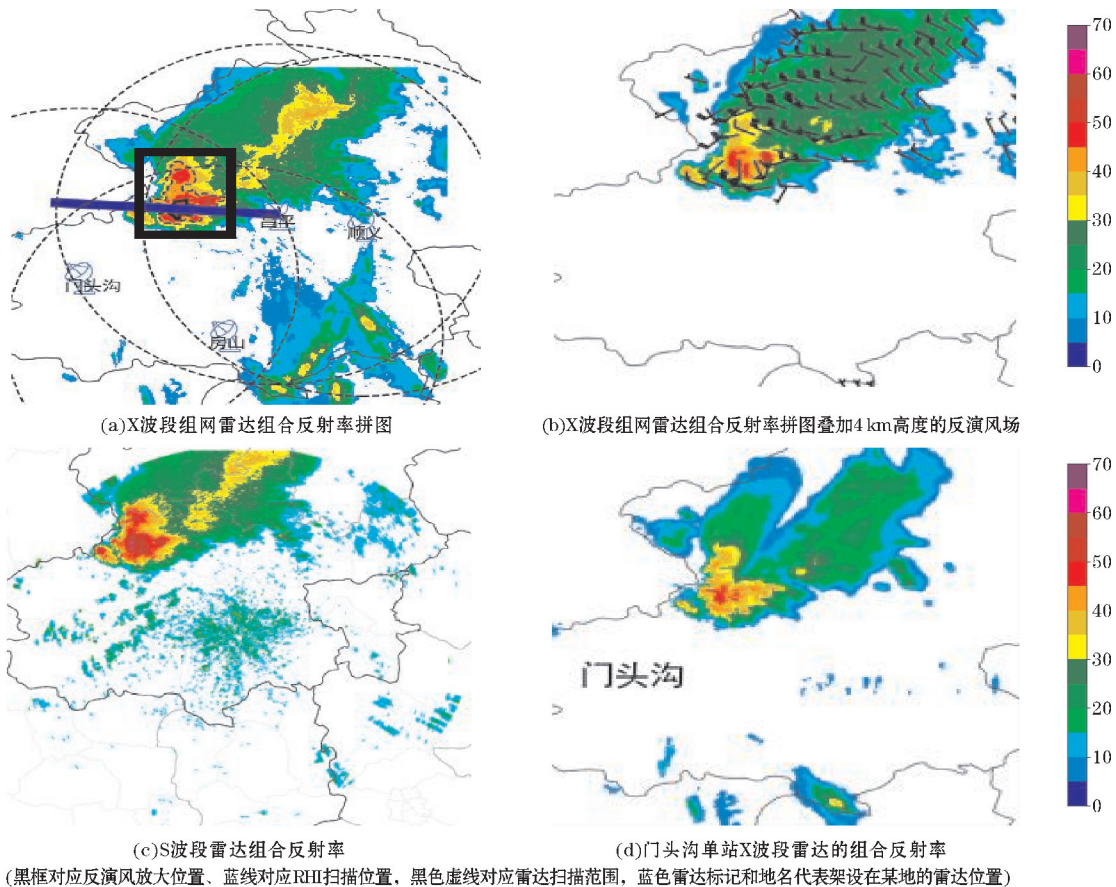 70
60
50
40
30
20
10
0
昌平
顺义
门头沟
房山
(a)X波段组网雷达组合反射率拼图
(b)X波段组网雷达组合反射率拼图叠加4 km高度的反演风场
70
60
50
40
30
20
10
0
门头沟
(c)S波段雷达组合反射率
(d)门头沟单站X波段雷达的组合反射率
(黑框对应反演风放大位置、蓝线对应RHI扫描位置，黑色虚线对应雷达扫描范围，蓝色雷达标记和地名代表架设在某地的雷达位置)